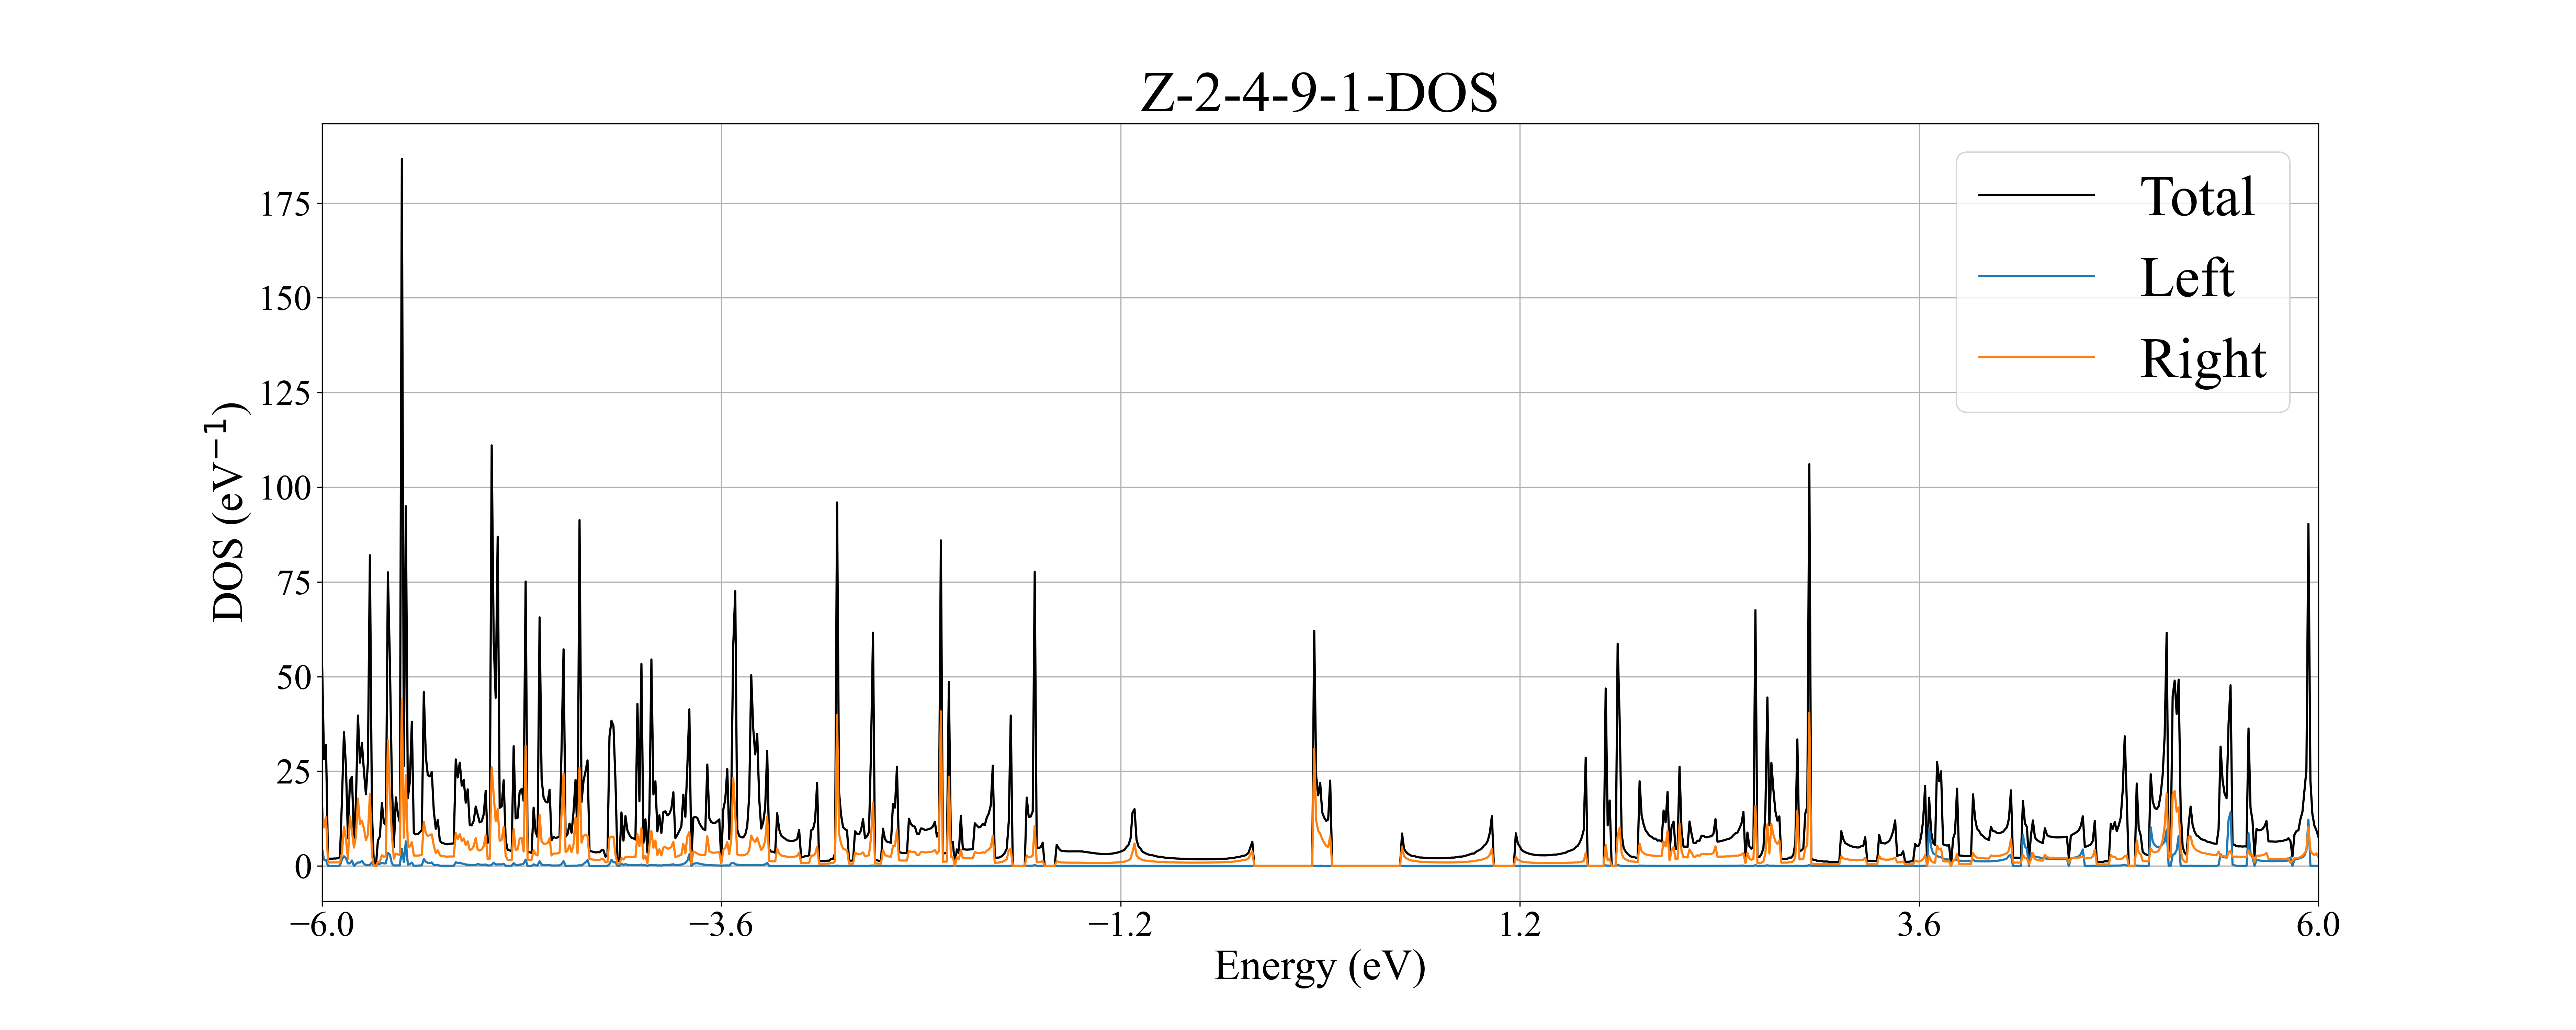 Z-2-4-9-1-DOS
DOS (eV⁻¹)
175
150
125
100
75
50
25
0
Total
Left
Right
−6.0
−3.6
−1.2
1.2
3.6
6.0
Energy (eV)